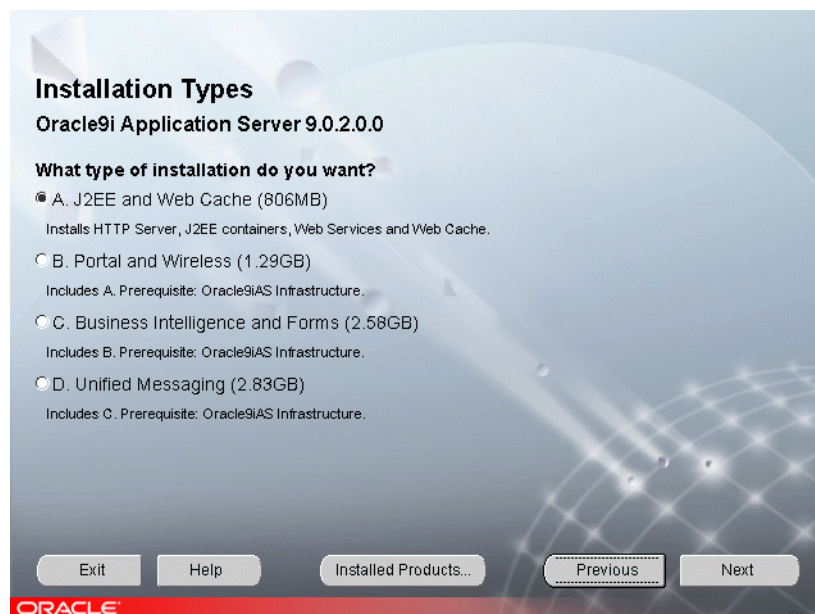 Installation Types
Oracle9i Application Server 9.0.2.0.0
What type of installation do you want?
A. J2EE and Web Cache (806MB)
Installs HTTP Server, J2EE containers, Web Services and Web Cache.
B. Portal and Wireless (1.29GB)
Includes A. Prerequisite: Oracle9iAS Infrastructure.
C. Business Intelligence and Forms (2.58GB)
Includes B. Prerequisite: Oracle9iAS Infrastructure.
D. Unified Messaging (2.83GB)
Includes C. Prerequisite: Oracle9iAS Infrastructure.
Exit Help Installed Products... Previous Next
ORACLE